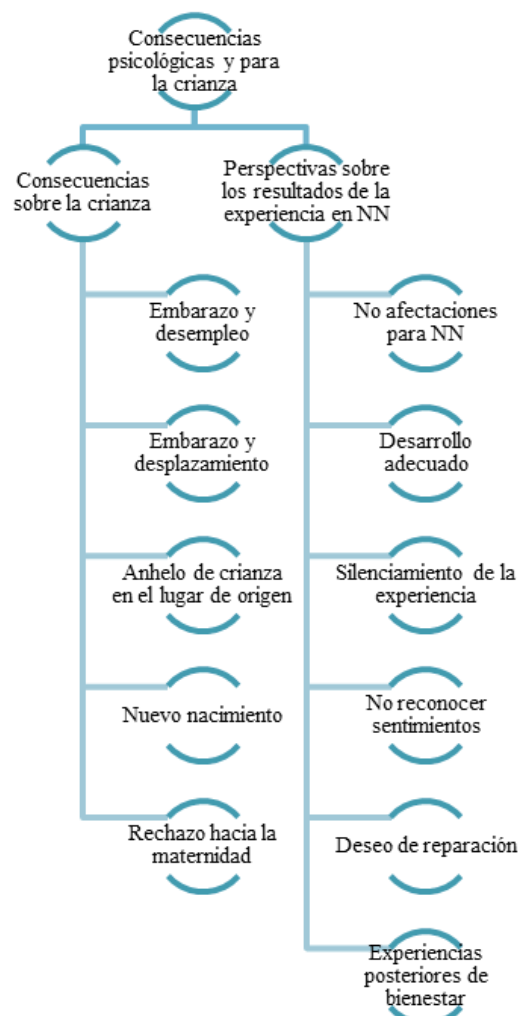 Consecuencias
psicológicas y para
la crianza
Consecuencias
sobre la crianza
Perspectivas sobre
los resultados de la
experiencia en NN
Embarazo y
desempleo
Embarazo y
desplazamiento
Anhelo de crianza
en el lugar de origen
Nuevo nacimiento
Rechazo hacia la
maternidad
No afectaciones
para NN
Desarrollo
adecuado
Silenciamiento de la
experiencia
No reconocer
sentimientos
Deseo de reparación
Experiencias
posteriores de
bienestar